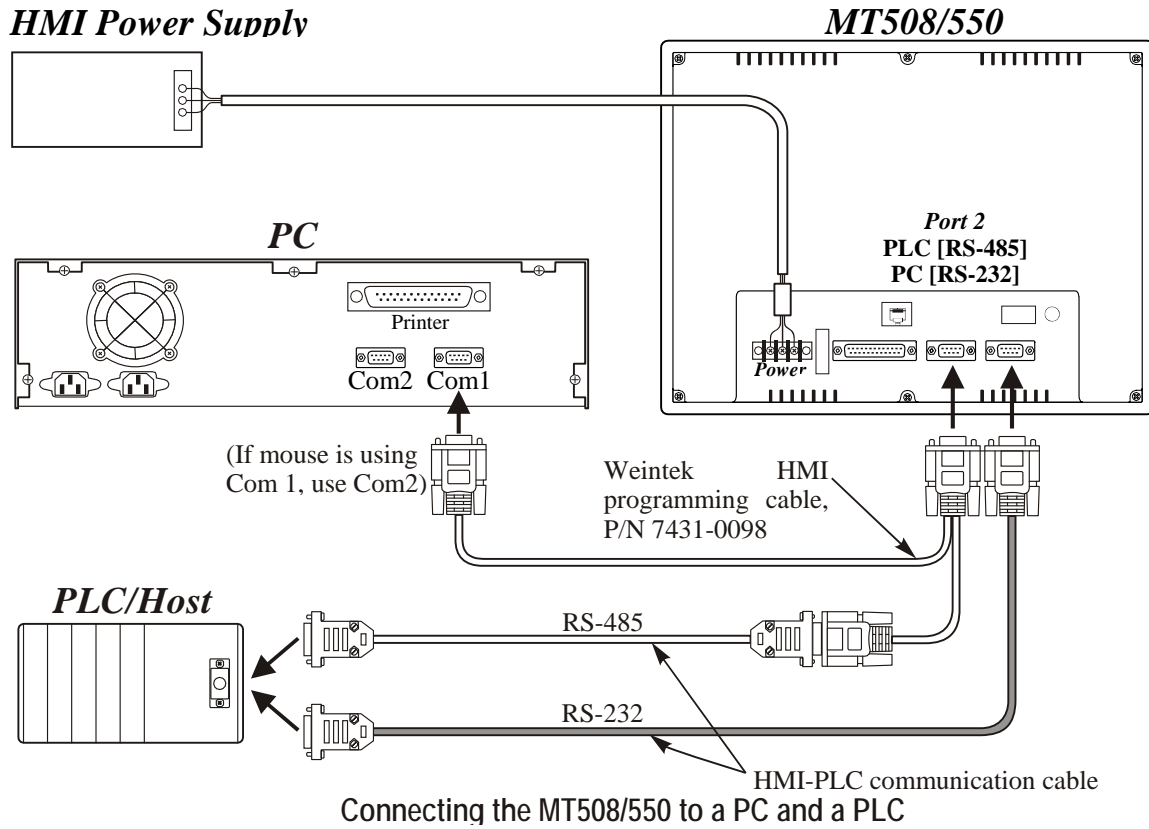 HMI Power Supply
MT508/550
Port 2
PLC [RS-485]
PC [RS-232]
Power
PC
Printer
Com2 Com1
(If mouse is using
Com 1, use Com2)
Weintek HMI
programming cable,
P/N 7431-0098
PLC/Host
RS-485
RS-232
HMI-PLC communication cable
Connecting the MT508/550 to a PC and a PLC